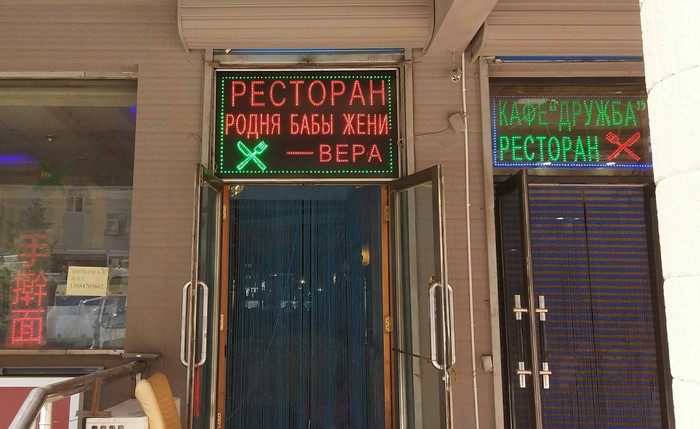 РЕСТОРАН
РОДНЯ БАБЫ ЖЕНИ
—ВЕРА
КАФЕ "ДРУЖБА"
РЕСТОРАН
手擀面